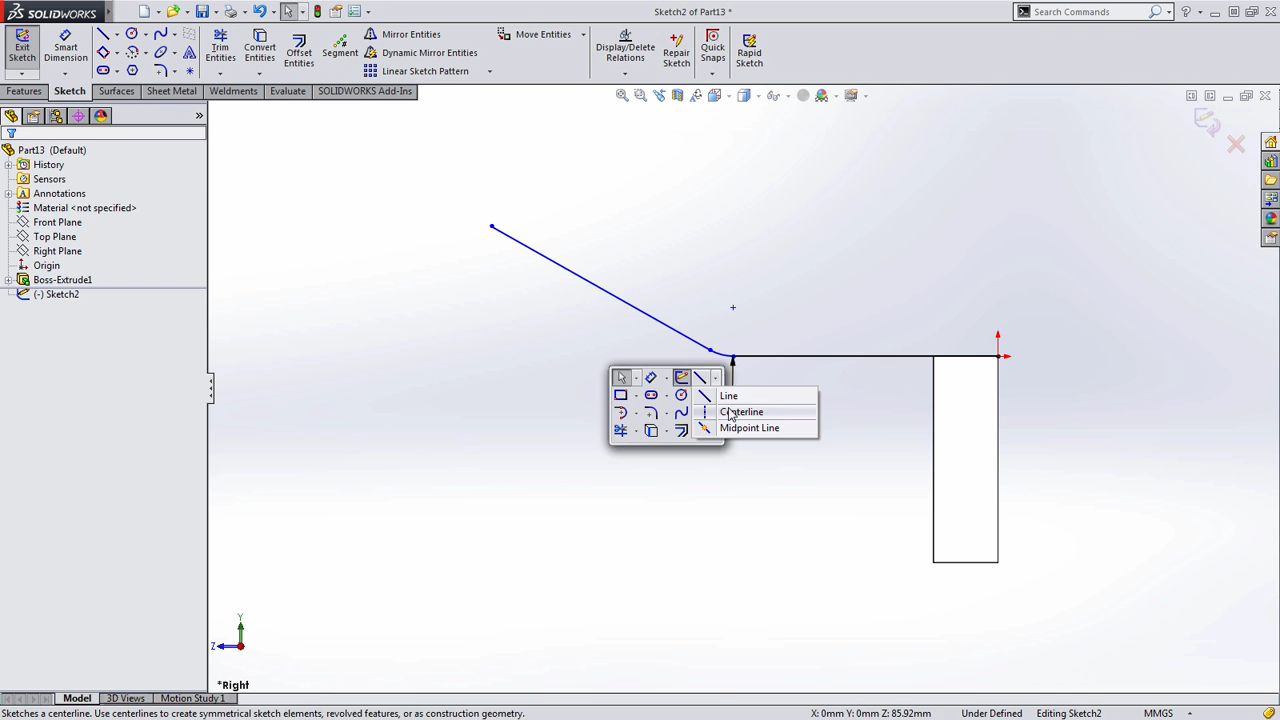 SOLIDWORKS
Sketch2 of Part13 *
Search Commands
Exit Sketch
Smart Dimension
Trim Entities
Convert Entities
Offset Entities
Segment
Mirror Entities
Dynamic Mirror Entities
Linear Sketch Pattern
Move Entities
Display/Delete Relations
Repair Sketch
Quick Snaps
Rapid Sketch
Features
Sketch
Surfaces
Sheet Metal
Weldments
Evaluate
SOLIDWORKS Add-Ins
Part13 (Default)
History
Sensors
Annotations
Material <not specified>
Front Plane
Top Plane
Right Plane
Origin
Boss-Extrude1
(-) Sketch2
Line
Centerline
Midpoint Line
Y
Z
*Right
Model
3D Views
Motion Study 1
Sketches a centerline. Use centerlines to create symmetrical sketch elements, revolved features, or as construction geometry.
X: 0mm Y: 0mm Z: 85.92mm
Under Defined
Editing Sketch2
MMGS